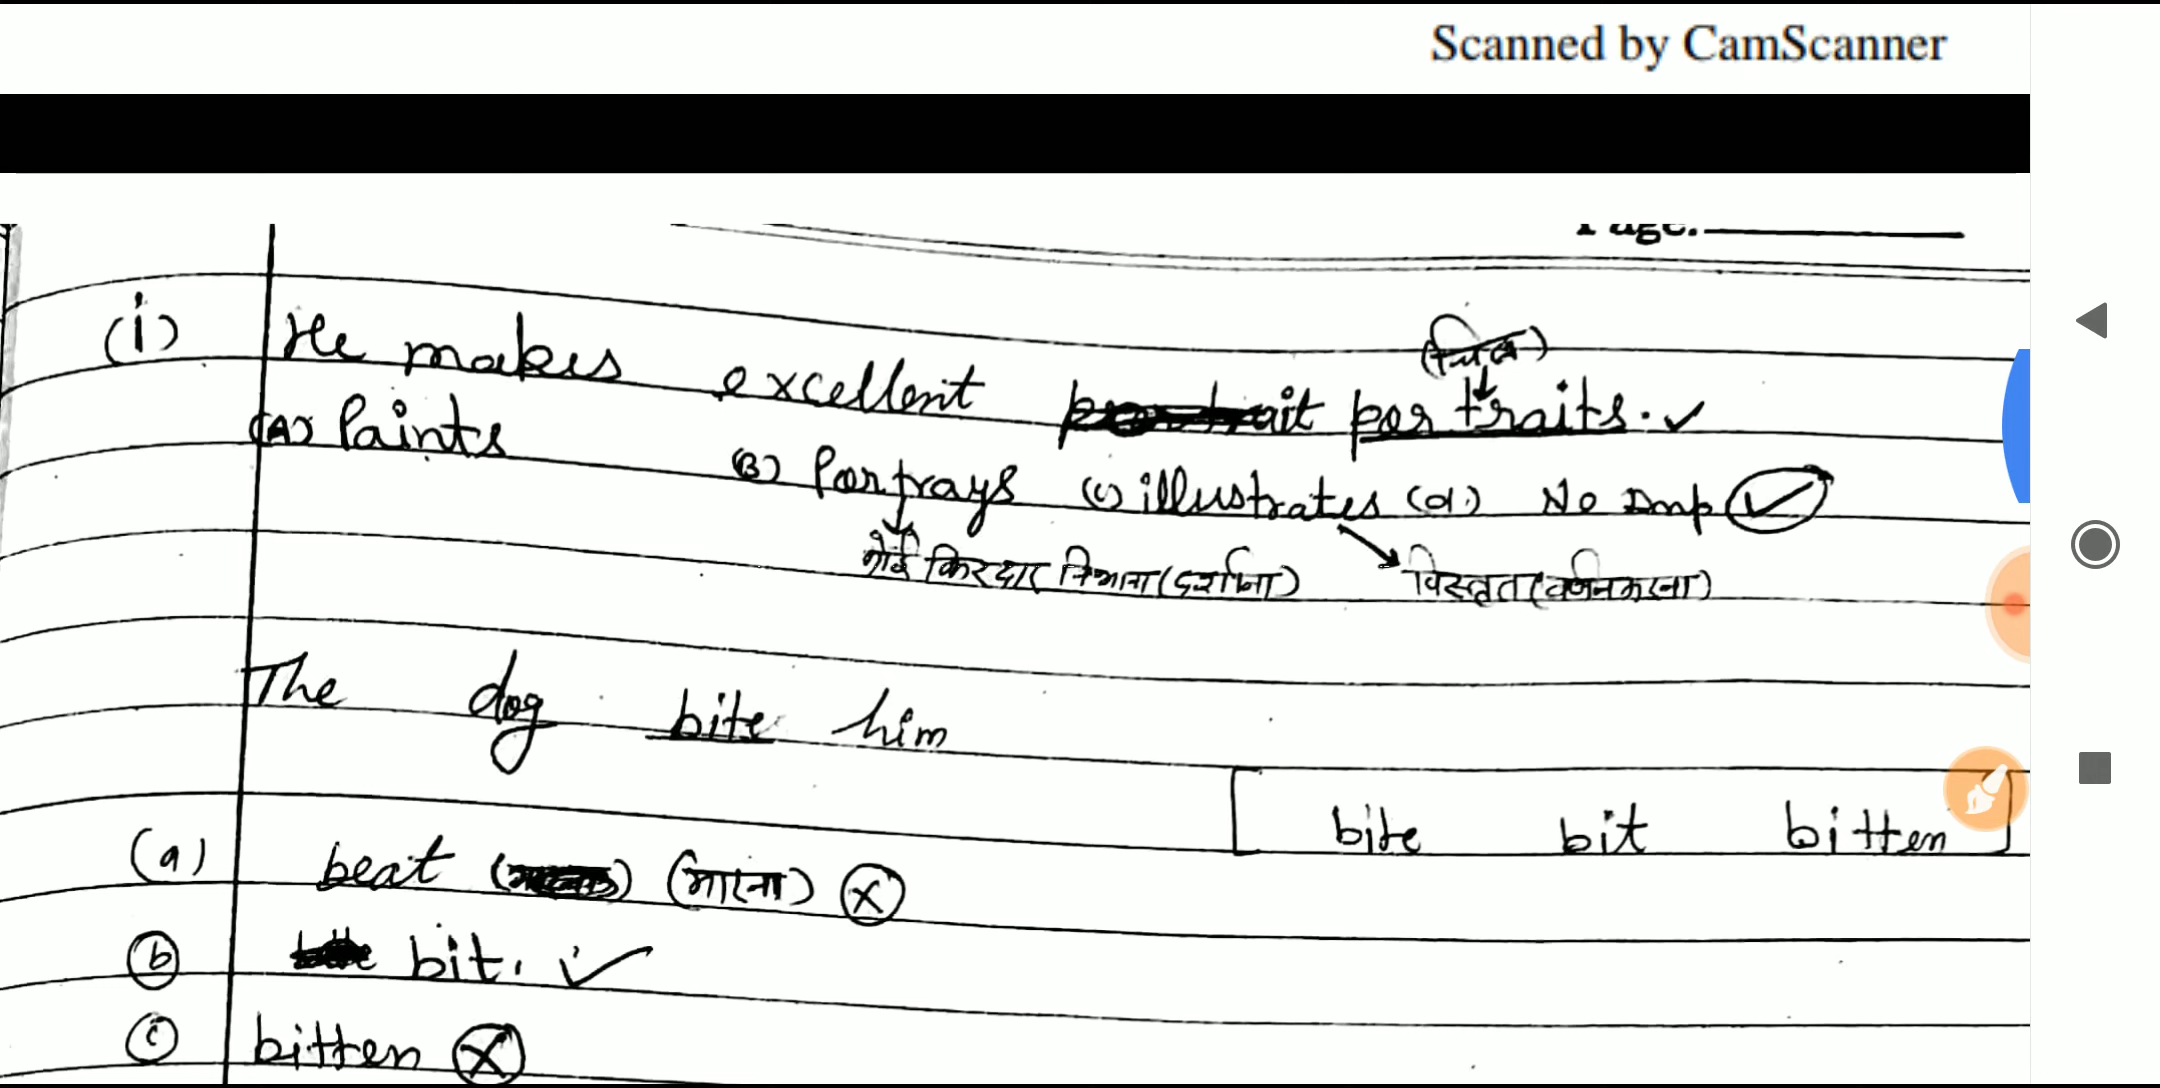 Scanned by CamScanner
Page.
(चित्र)
(i) He makes excellent portraits. ✓
(A) Paints (B) Portrays (C) illustrates (d.) No Imp ✓
कोई किरदार निभाना (दर्शाना) विस्तृत (वर्णन करना)
The dog bite him
bite bit bitten
(a) beat (मारना) X
(b) bit. ✓
(c) bitten X